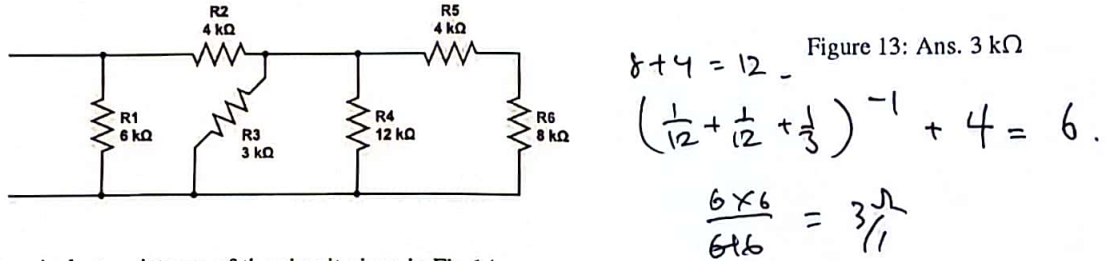 R2
4 kΩ
R5
4 kΩ
R1
6 kΩ
R3
3 kΩ
R4
12 kΩ
R6
8 kΩ
Figure 13: Ans. 3 kΩ
8+4 = 12
(1/12 + 1/12 + 1/3)^-1 + 4 = 6.
6×6/6+6 = 3Ω //